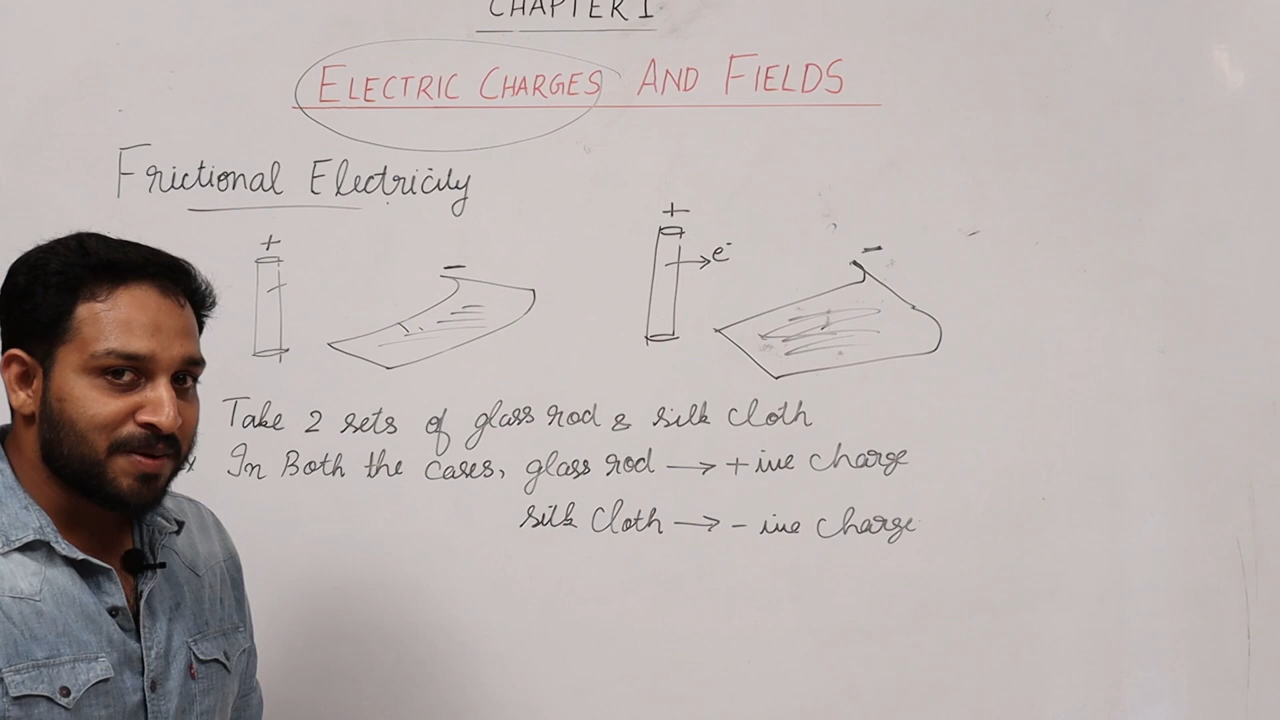 CHAPTER 1
ELECTRIC CHARGES AND FIELDS
Frictional Electricity
+ - + e- -
Take 2 sets of glass rod & silk cloth
In Both the cases, glass rod → +ive charge
silk cloth → -ive charge